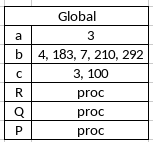 Global
a 3
b 4, 183, 7, 210, 292
c 3, 100
R proc
Q proc
P proc